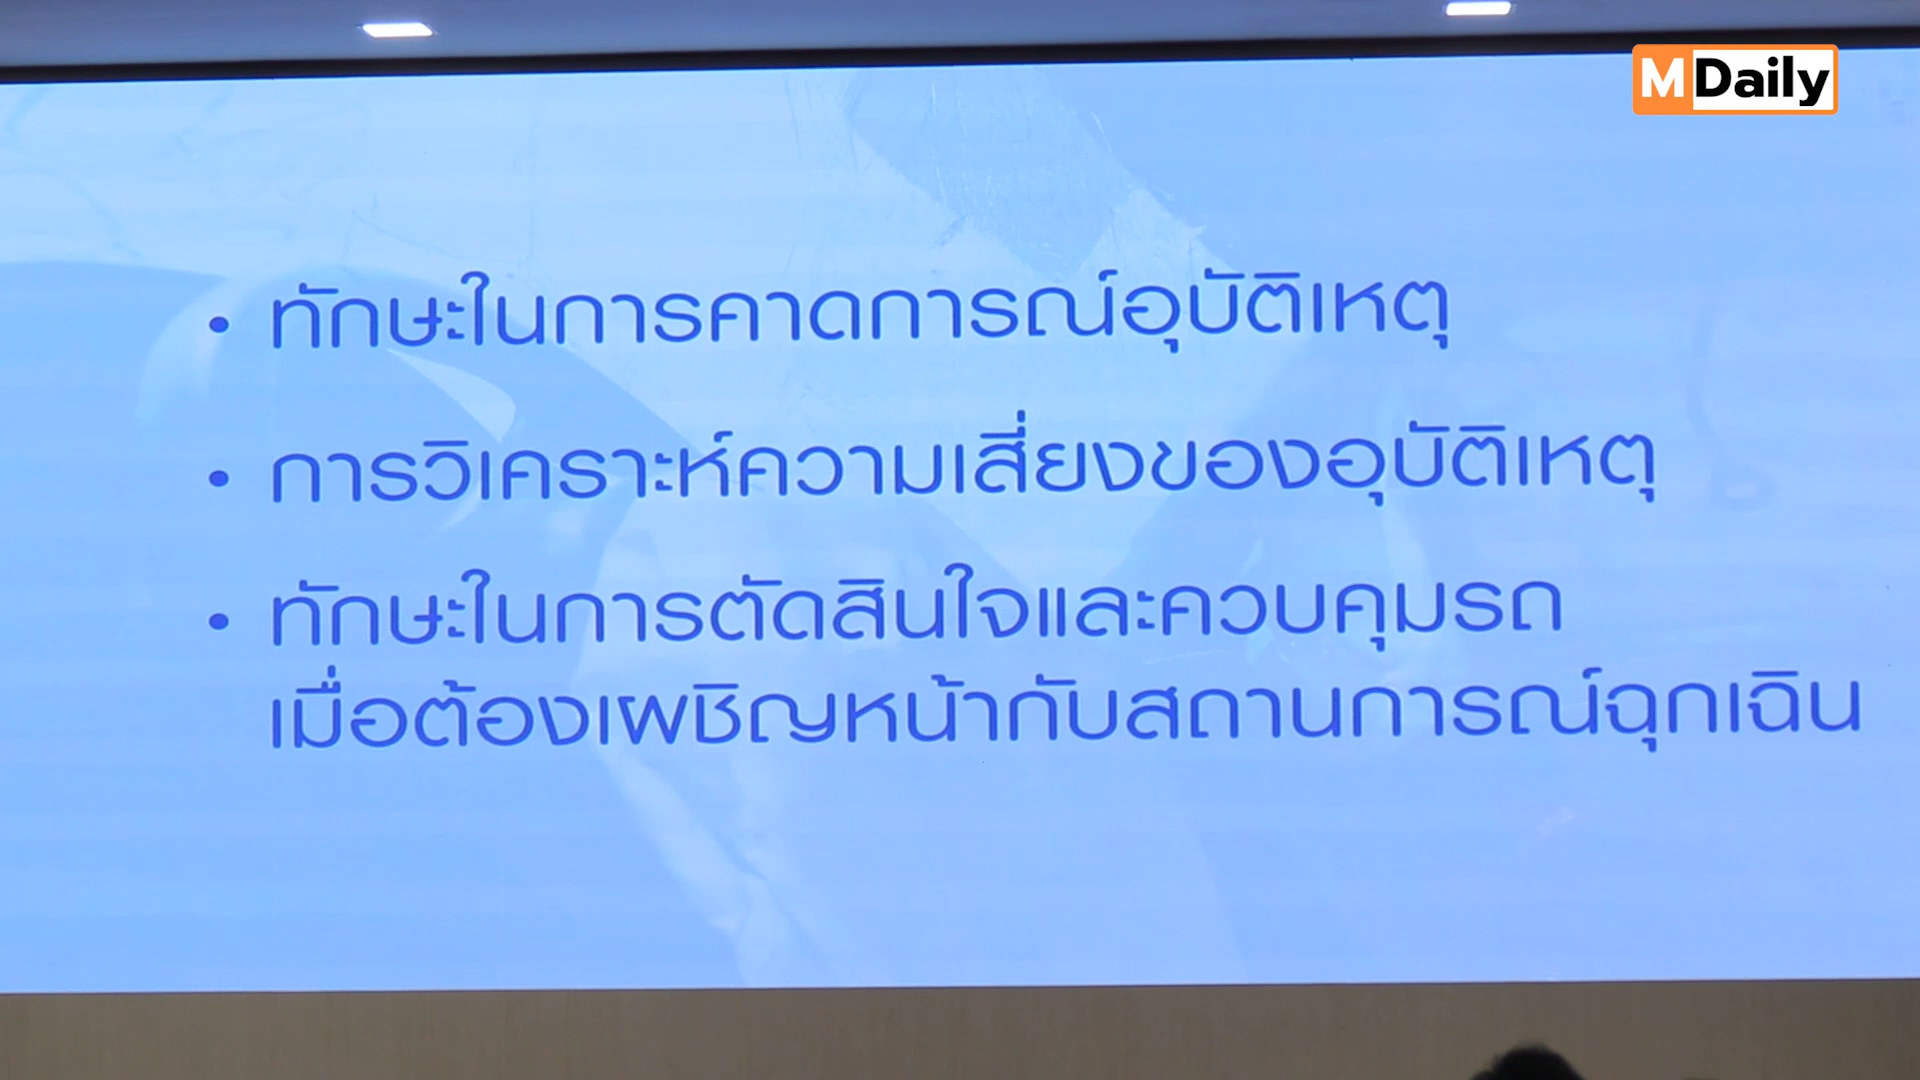 MDaily
• ทักษะในการคาดการณ์อุบัติเหตุ
• การวิเคราะห์ความเสี่ยงของอุบัติเหตุ
• ทักษะในการตัดสินใจและควบคุมรถ
เมื่อต้องเผชิญหน้ากับสถานการณ์ฉุกเฉิน